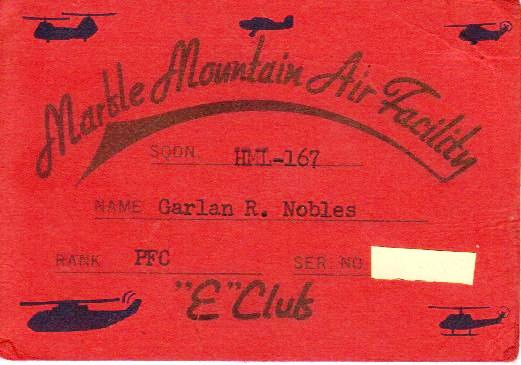 Marble Mountain Air Facility
SQDN. HML-167
NAME Garlan R. Nobles
RANK PFC SER. NO.
"E" Club